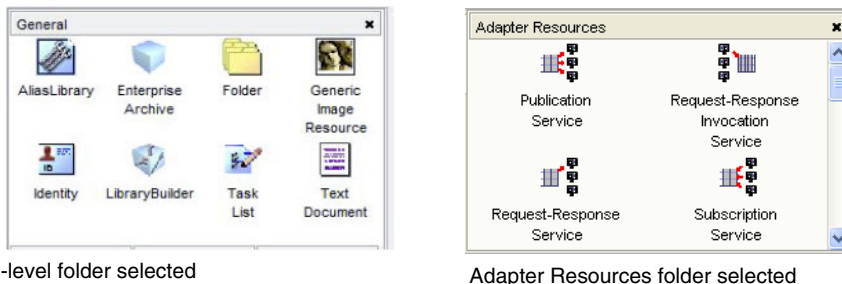 General
AliasLibrary
Enterprise
Archive
Folder
Generic
Image
Resource
Identity
LibraryBuilder
Task
List
Text
Document
-level folder selected
Adapter Resources
Publication
Service
Request-Response
Invocation
Service
Request-Response
Service
Subscription
Service
Adapter Resources folder selected